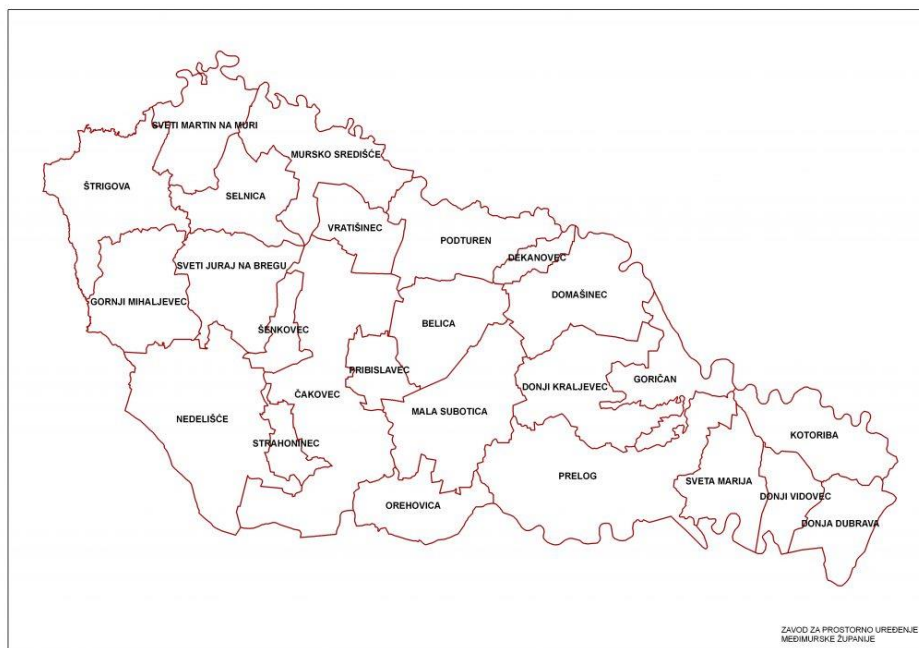 SVETI MARTIN NA MURI
MURSKO SREDIŠĆE
ŠTRIGOVA
SELNICA
VRATIŠINEC
PODTUREN
DEKANOVEC
SVETI JURAJ NA BREGU
GORNJI MIHALJEVEC
DOMAŠINEC
BELICA
ŠENKOVEC
PRIBISLAVEC
GORIČAN
DONJI KRALJEVEC
ČAKOVEC
MALA SUBOTICA
NEDELIŠĆE
KOTORIBA
STRAHONINEC
PRELOG
SVETA MARIJA
DONJI VIDOVEC
OREHOVICA
DONJA DUBRAVA
ZAVOD ZA PROSTORNO UREĐENJE
MEĐIMURSKE ŽUPANIJE